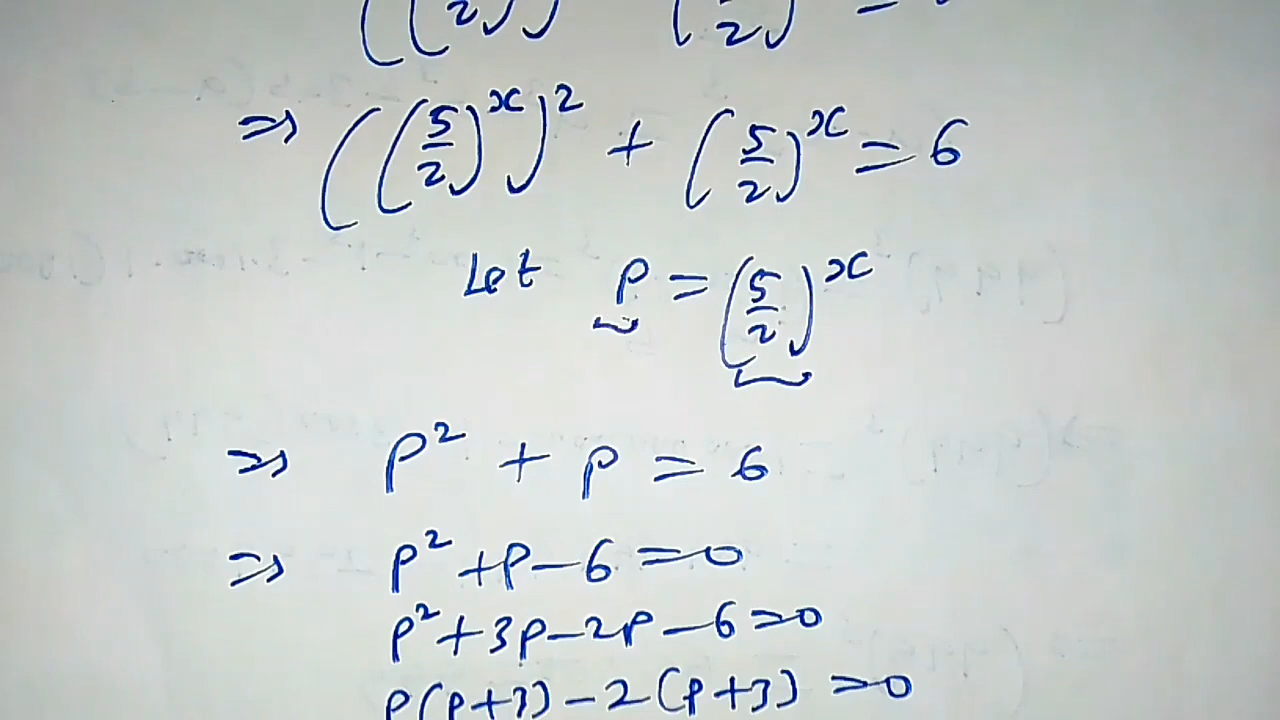 ⇒ ((5/2)^x)^2 + (5/2)^x = 6
Let p = (5/2)^x
⇒ p^2 + p = 6
⇒ p^2 + p - 6 = 0
p^2 + 3p - 2p - 6 = 0
p(p+3) - 2(p+3) = 0